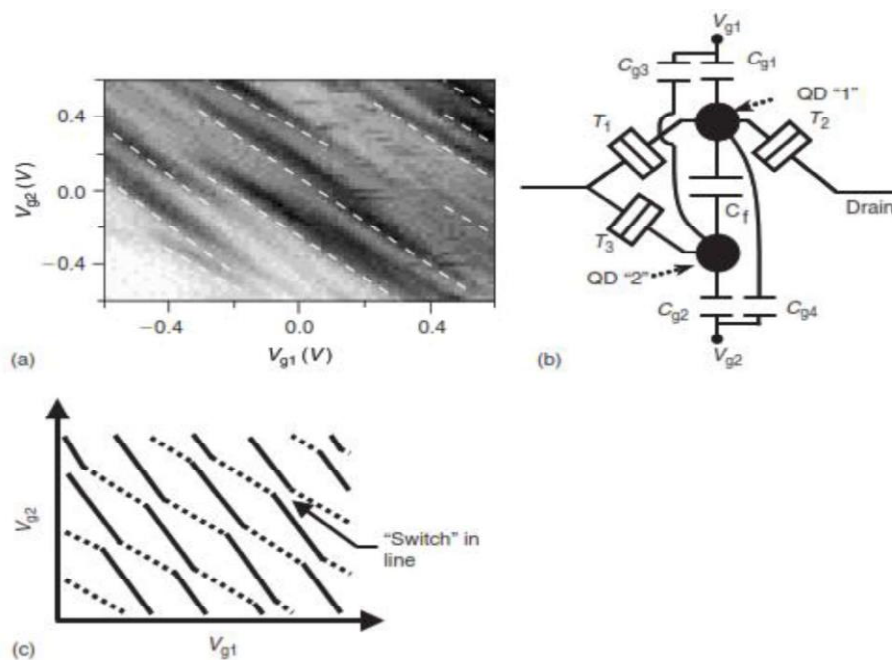 V_g2 (V)
0.4
0.0
−0.4
−0.4
0.0
0.4
V_g1 (V)
(a)
V_g1
C_g3
C_g1
QD "1"
T_1
T_2
C_f
Drain
T_3
QD "2"
C_g2
C_g4
V_g2
(b)
V_g2
"Switch" in
line
V_g1
(c)